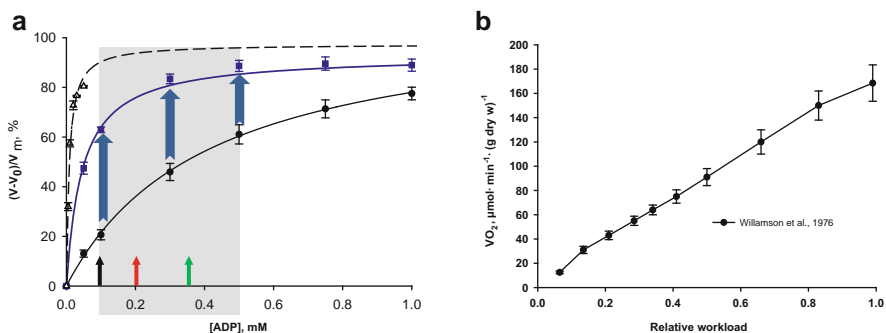 a
(V-V0)/Vm, %
100
80
60
40
20
0
0.0 0.2 0.4 0.6 0.8 1.0
[ADP], mM
b
VO2, μmol· min-1· (g dry w)-1
200
180
160
140
120
100
80
60
40
20
0
Willamson et al., 1976
0.0 0.2 0.4 0.6 0.8 1.0
Relative workload